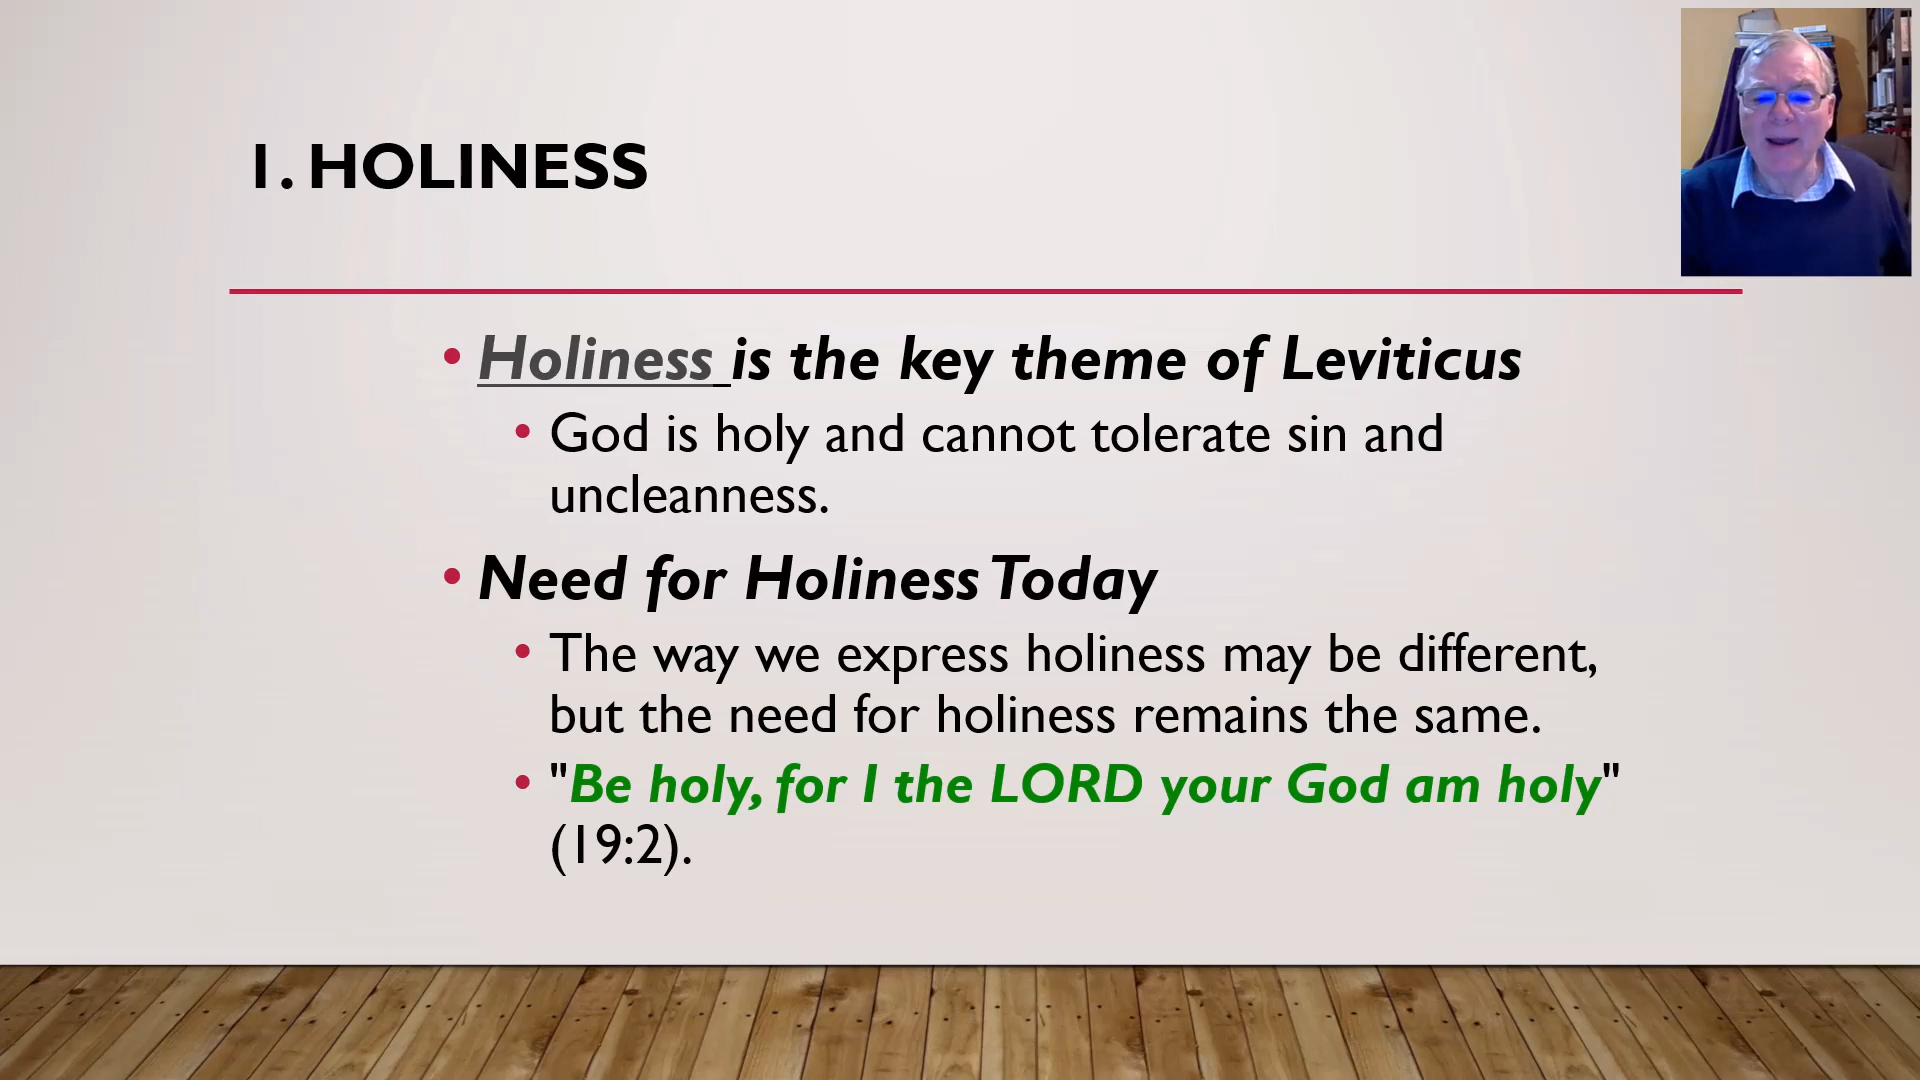 1. HOLINESS
• Holiness is the key theme of Leviticus
• God is holy and cannot tolerate sin and
uncleanness.
• Need for Holiness Today
• The way we express holiness may be different,
but the need for holiness remains the same.
• "Be holy, for I the LORD your God am holy"
(19:2).